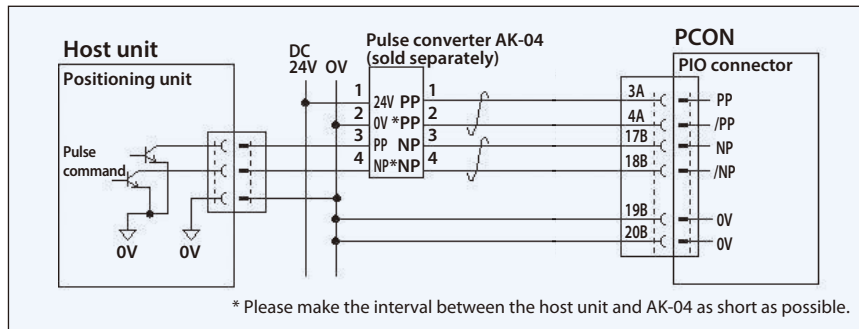 Host unit
Positioning unit
Pulse
command
0V
0V
DC
24V
OV
Pulse converter AK-04
(sold separately)
1
2
3
4
24V PP
0V *PP
PP NP
NP*NP
1
2
3
4
PCON
PIO connector
3A
4A
17B
18B
19B
20B
PP
/PP
NP
/NP
0V
0V
* Please make the interval between the host unit and AK-04 as short as possible.